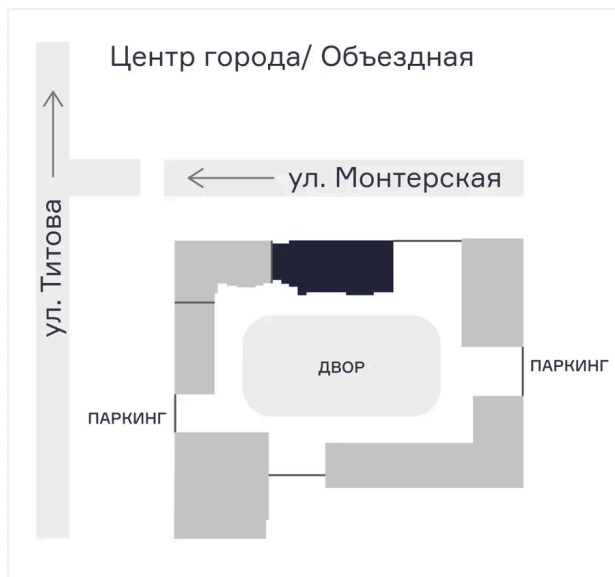 Центр города/ Объездная
ул. Монтерская
ул. Титова
ДВОР
ПАРКИНГ
ПАРКИНГ